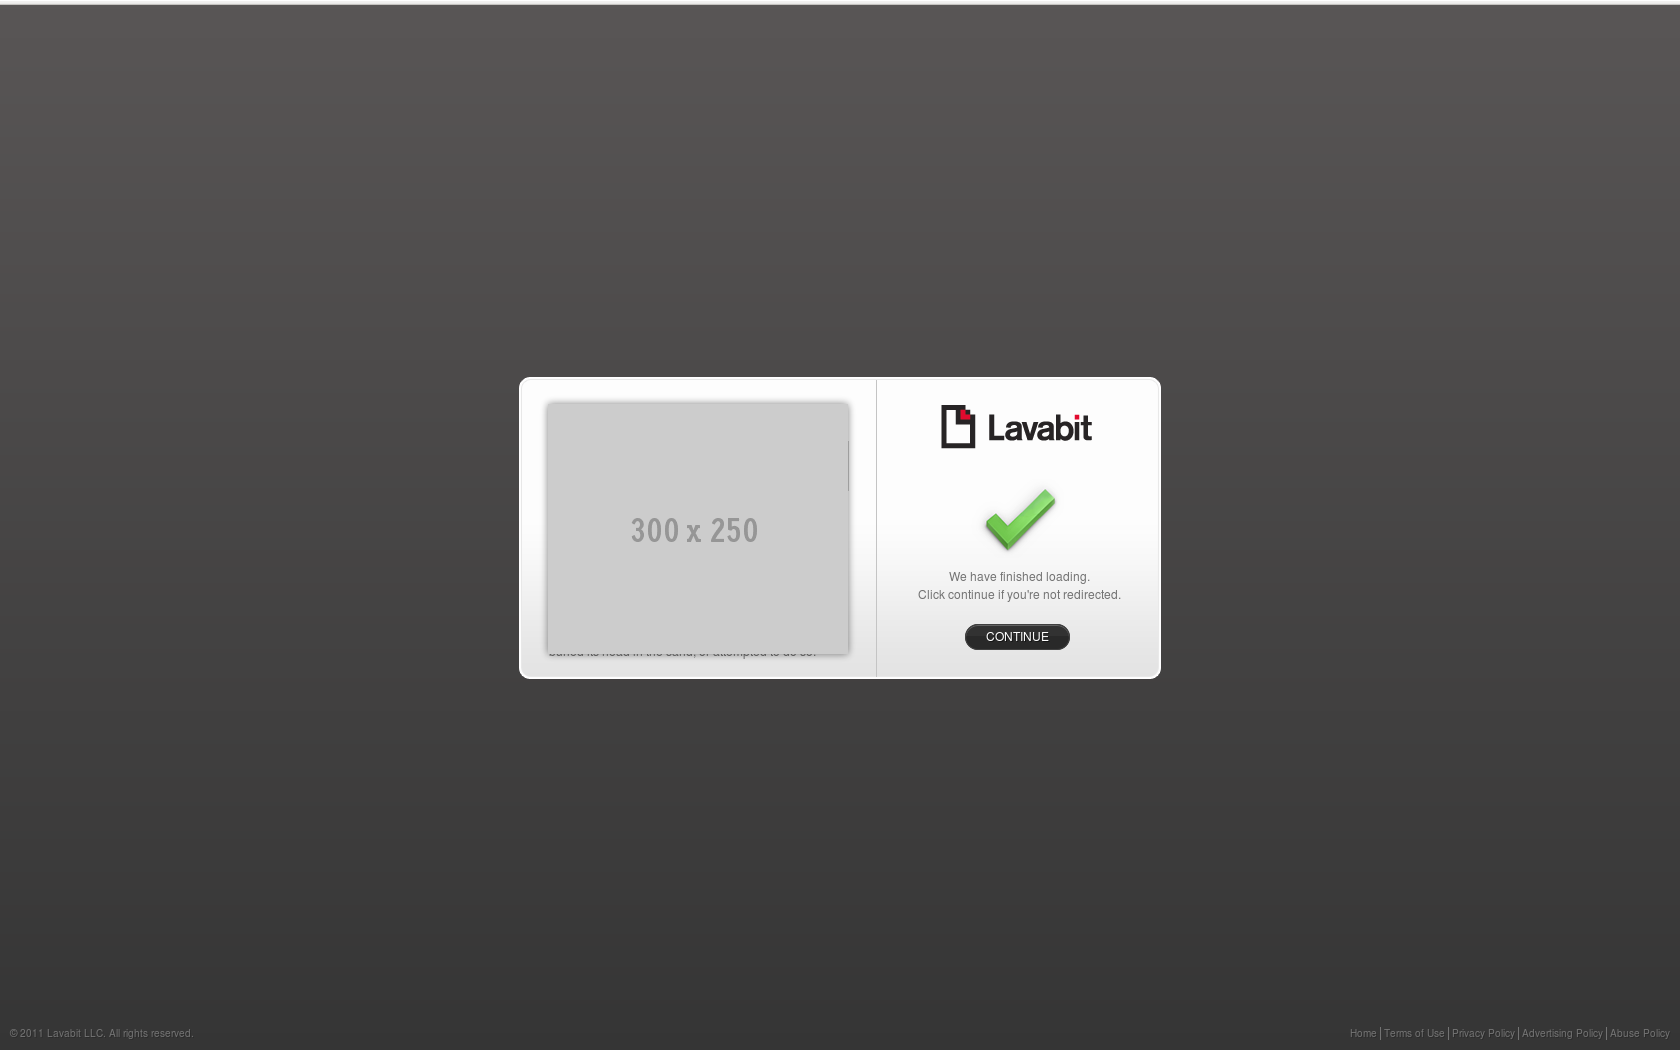 Lavabit
300 x 250
We have finished loading.
Click continue if you're not redirected.
CONTINUE
buried its head in the sand, or attempted to do so.
© 2011 Lavabit LLC. All rights reserved.
Home | Terms of Use | Privacy Policy | Advertising Policy | Abuse Policy